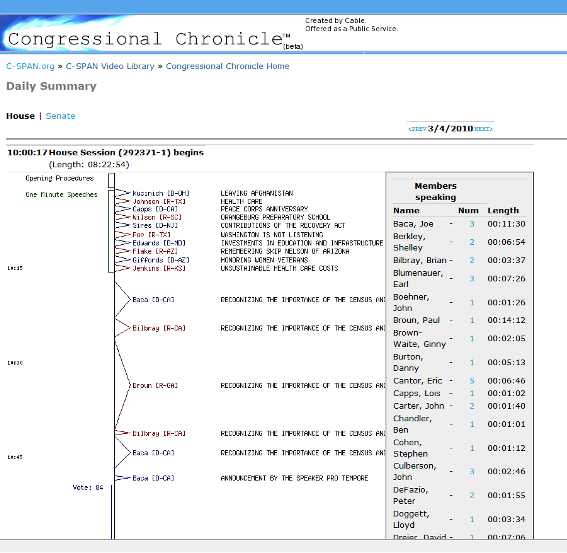 Congressional Chronicle™
(beta)
Created by Cable.
Offered as a Public Service.
C-SPAN.org » C-SPAN Video Library » Congressional Chronicle Home
Daily Summary
House | Senate
<PREV 3/4/2010 NEXT>
10:00:17 House Session (292371-1) begins
(Length: 08:22:54)
Opening Procedures
One Minute Speeches
Kucinich [D-OH] LEAVING AFGHANISTAN
Johnson [R-TX] HEALTH CARE
Capps [D-CA] PEACE CORPS ANNIVERSARY
Wilson [R-SC] ORANGEBURG PREPARATORY SCHOOL
Sires [D-NJ] CONTRIBUTIONS OF THE RECOVERY ACT
Poe [R-TX] WASHINGTON IS NOT LISTENING
Edwards [D-MD] INVESTMENTS IN EDUCATION AND INFRASTRUCTURE
Flake [R-AZ] REMEMBERING SKIP NELSON OF ARIZONA
Giffords [D-AZ] HONORING WOMEN VETERANS
Jenkins [R-KS] UNSUSTAINABLE HEALTH CARE COSTS
10:15
Baca [D-CA] RECOGNIZING THE IMPORTANCE OF THE CENSUS AN
Bilbray [R-CA] RECOGNIZING THE IMPORTANCE OF THE CENSUS AN
10:30
Broun [R-GA] RECOGNIZING THE IMPORTANCE OF THE CENSUS AN
Bilbray [R-CA] RECOGNIZING THE IMPORTANCE OF THE CENSUS AN
Baca [D-CA] RECOGNIZING THE IMPORTANCE OF THE CENSUS AN
10:45
Baca [D-CA] ANNOUNCEMENT BY THE SPEAKER PRO TEMPORE
Vote: 84
Members
speaking
Name Num Length
Baca, Joe - 3 00:11:30
Berkley,
Shelley - 2 00:06:54
Bilbray, Brian - 2 00:03:37
Blumenauer,
Earl - 3 00:07:26
Boehner,
John - 1 00:01:26
Broun, Paul - 1 00:14:12
Brown-
Waite, Ginny - 1 00:02:05
Burton,
Danny - 1 00:05:13
Cantor, Eric - 5 00:06:46
Capps, Lois - 1 00:01:02
Carter, John - 2 00:01:40
Chandler,
Ben - 1 00:01:01
Cohen,
Stephen - 1 00:01:12
Culberson,
John - 3 00:02:46
DeFazio,
Peter - 2 00:01:55
Doggett,
Lloyd - 1 00:03:34
Dreier, David - 1 00:07:06